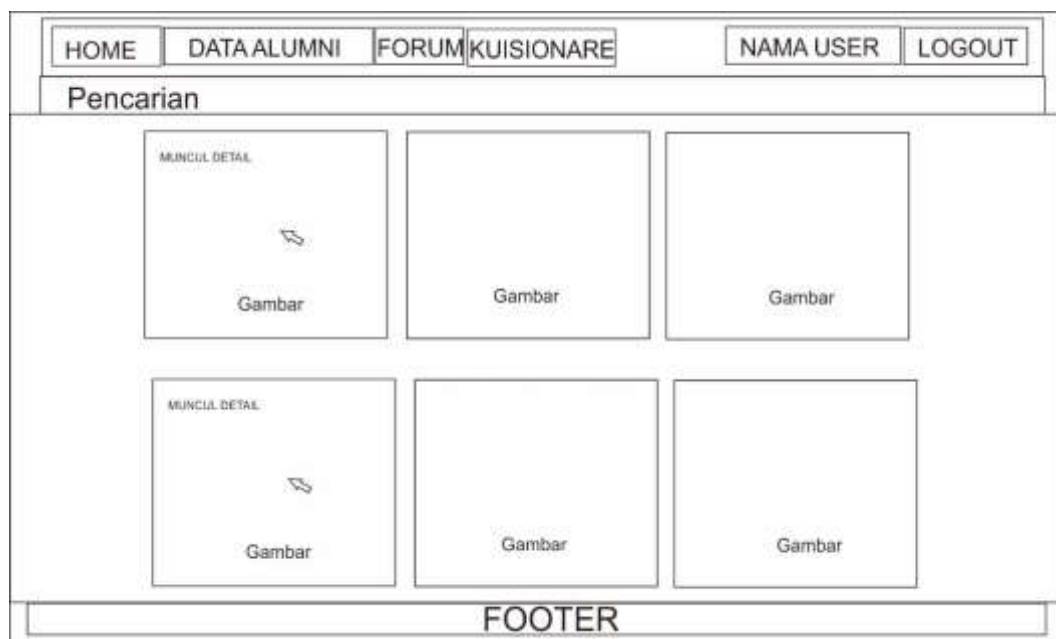 HOME DATA ALUMNI FORUM KUISIONARE NAMA USER LOGOUT
Pencarian
MUNCUL DETAIL
Gambar Gambar Gambar
MUNCUL DETAIL
Gambar Gambar Gambar
FOOTER